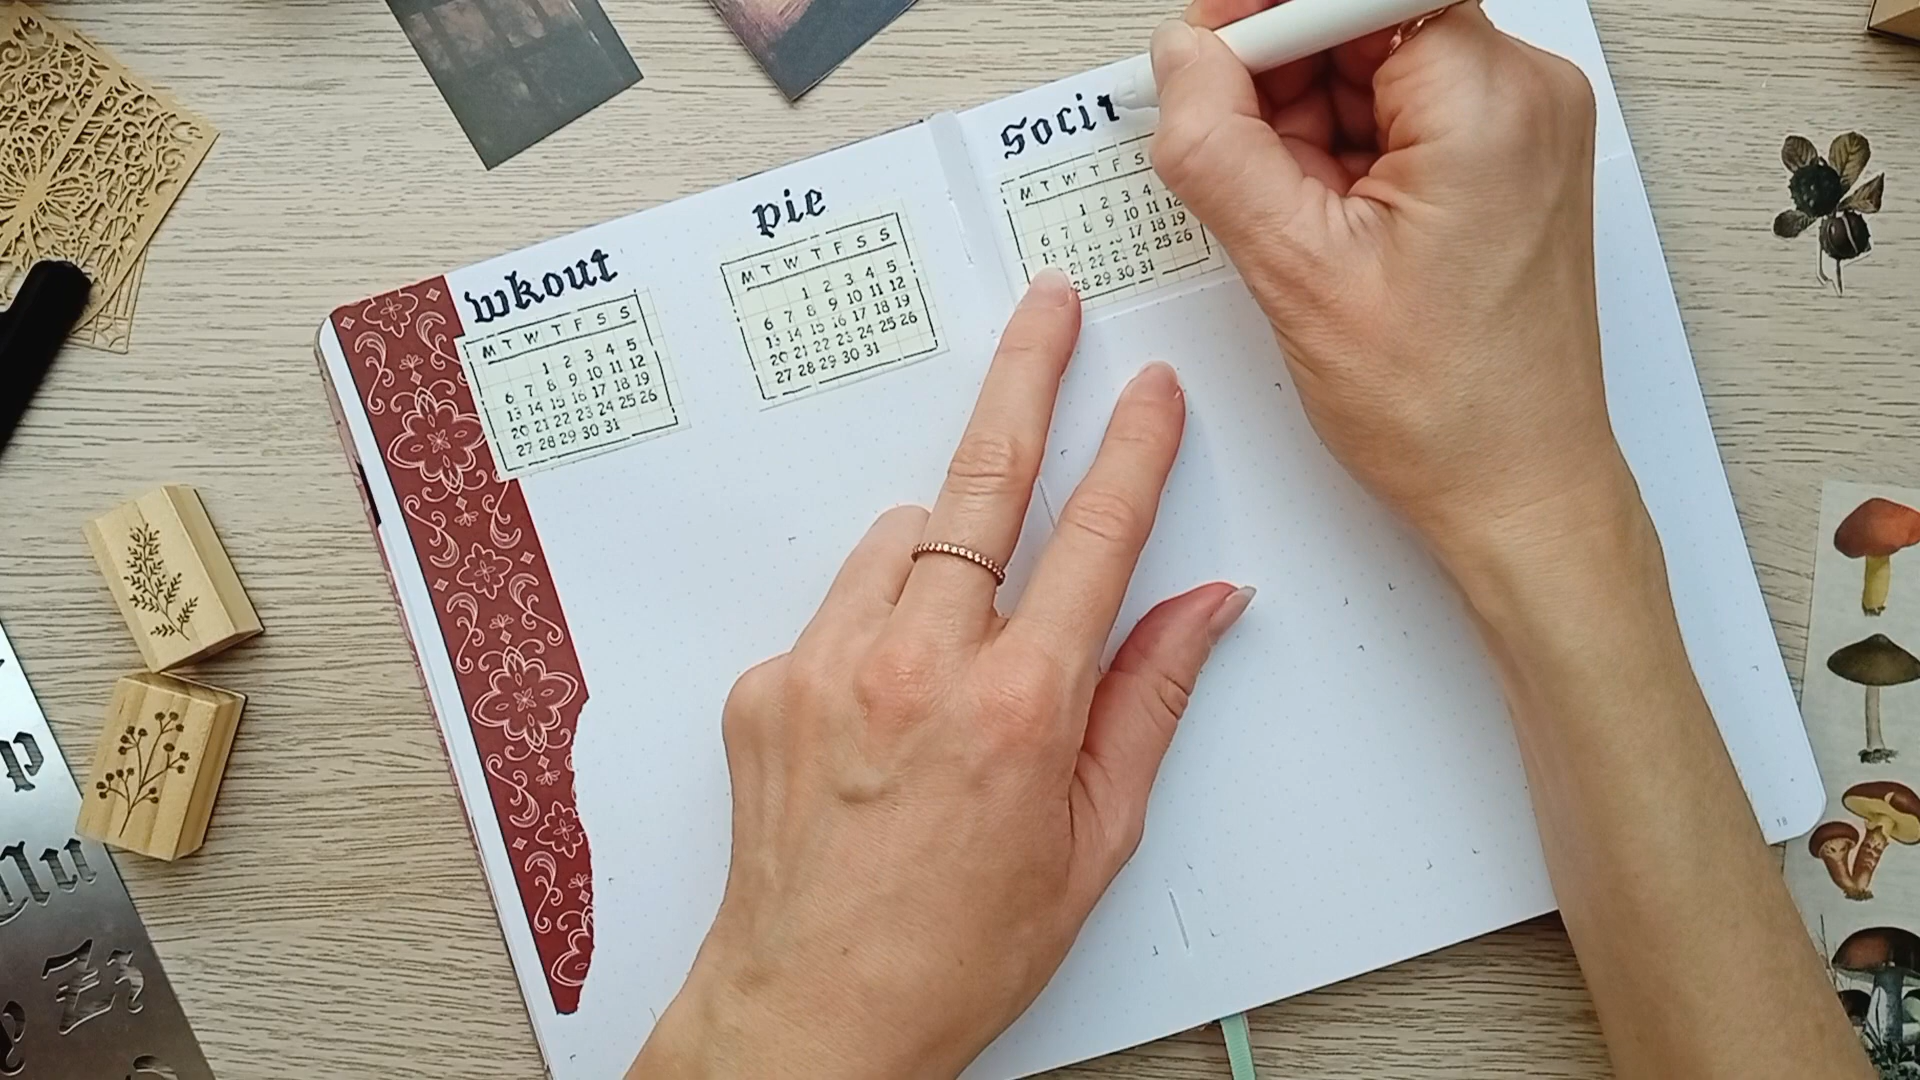 wkout
M T W T F S S
1 2 3 4 5
6 7 8 9 10 11 12
13 14 15 16 17 18 19
20 21 22 23 24 25 26
27 28 29 30 31
pie
M T W T F S S
1 2 3 4 5
6 7 8 9 10 11 12
13 14 15 16 17 18 19
20 21 22 23 24 25 26
27 28 29 30 31
soci
M T W T F S
1 2 3 4
6 7 8 9 10 11 12
13 14 15 16 17 18 19
21 22 23 24 25 26
28 29 30 31
18
p